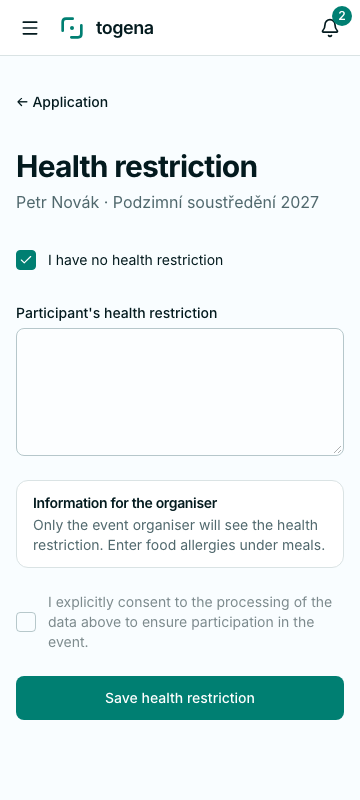 togena
2
← Application
Health restriction
Petr Novák · Podzimní soustředění 2027
I have no health restriction
Participant's health restriction
Information for the organiser
Only the event organiser will see the health
restriction. Enter food allergies under meals.
I explicitly consent to the processing of the
data above to ensure participation in the
event.
Save health restriction